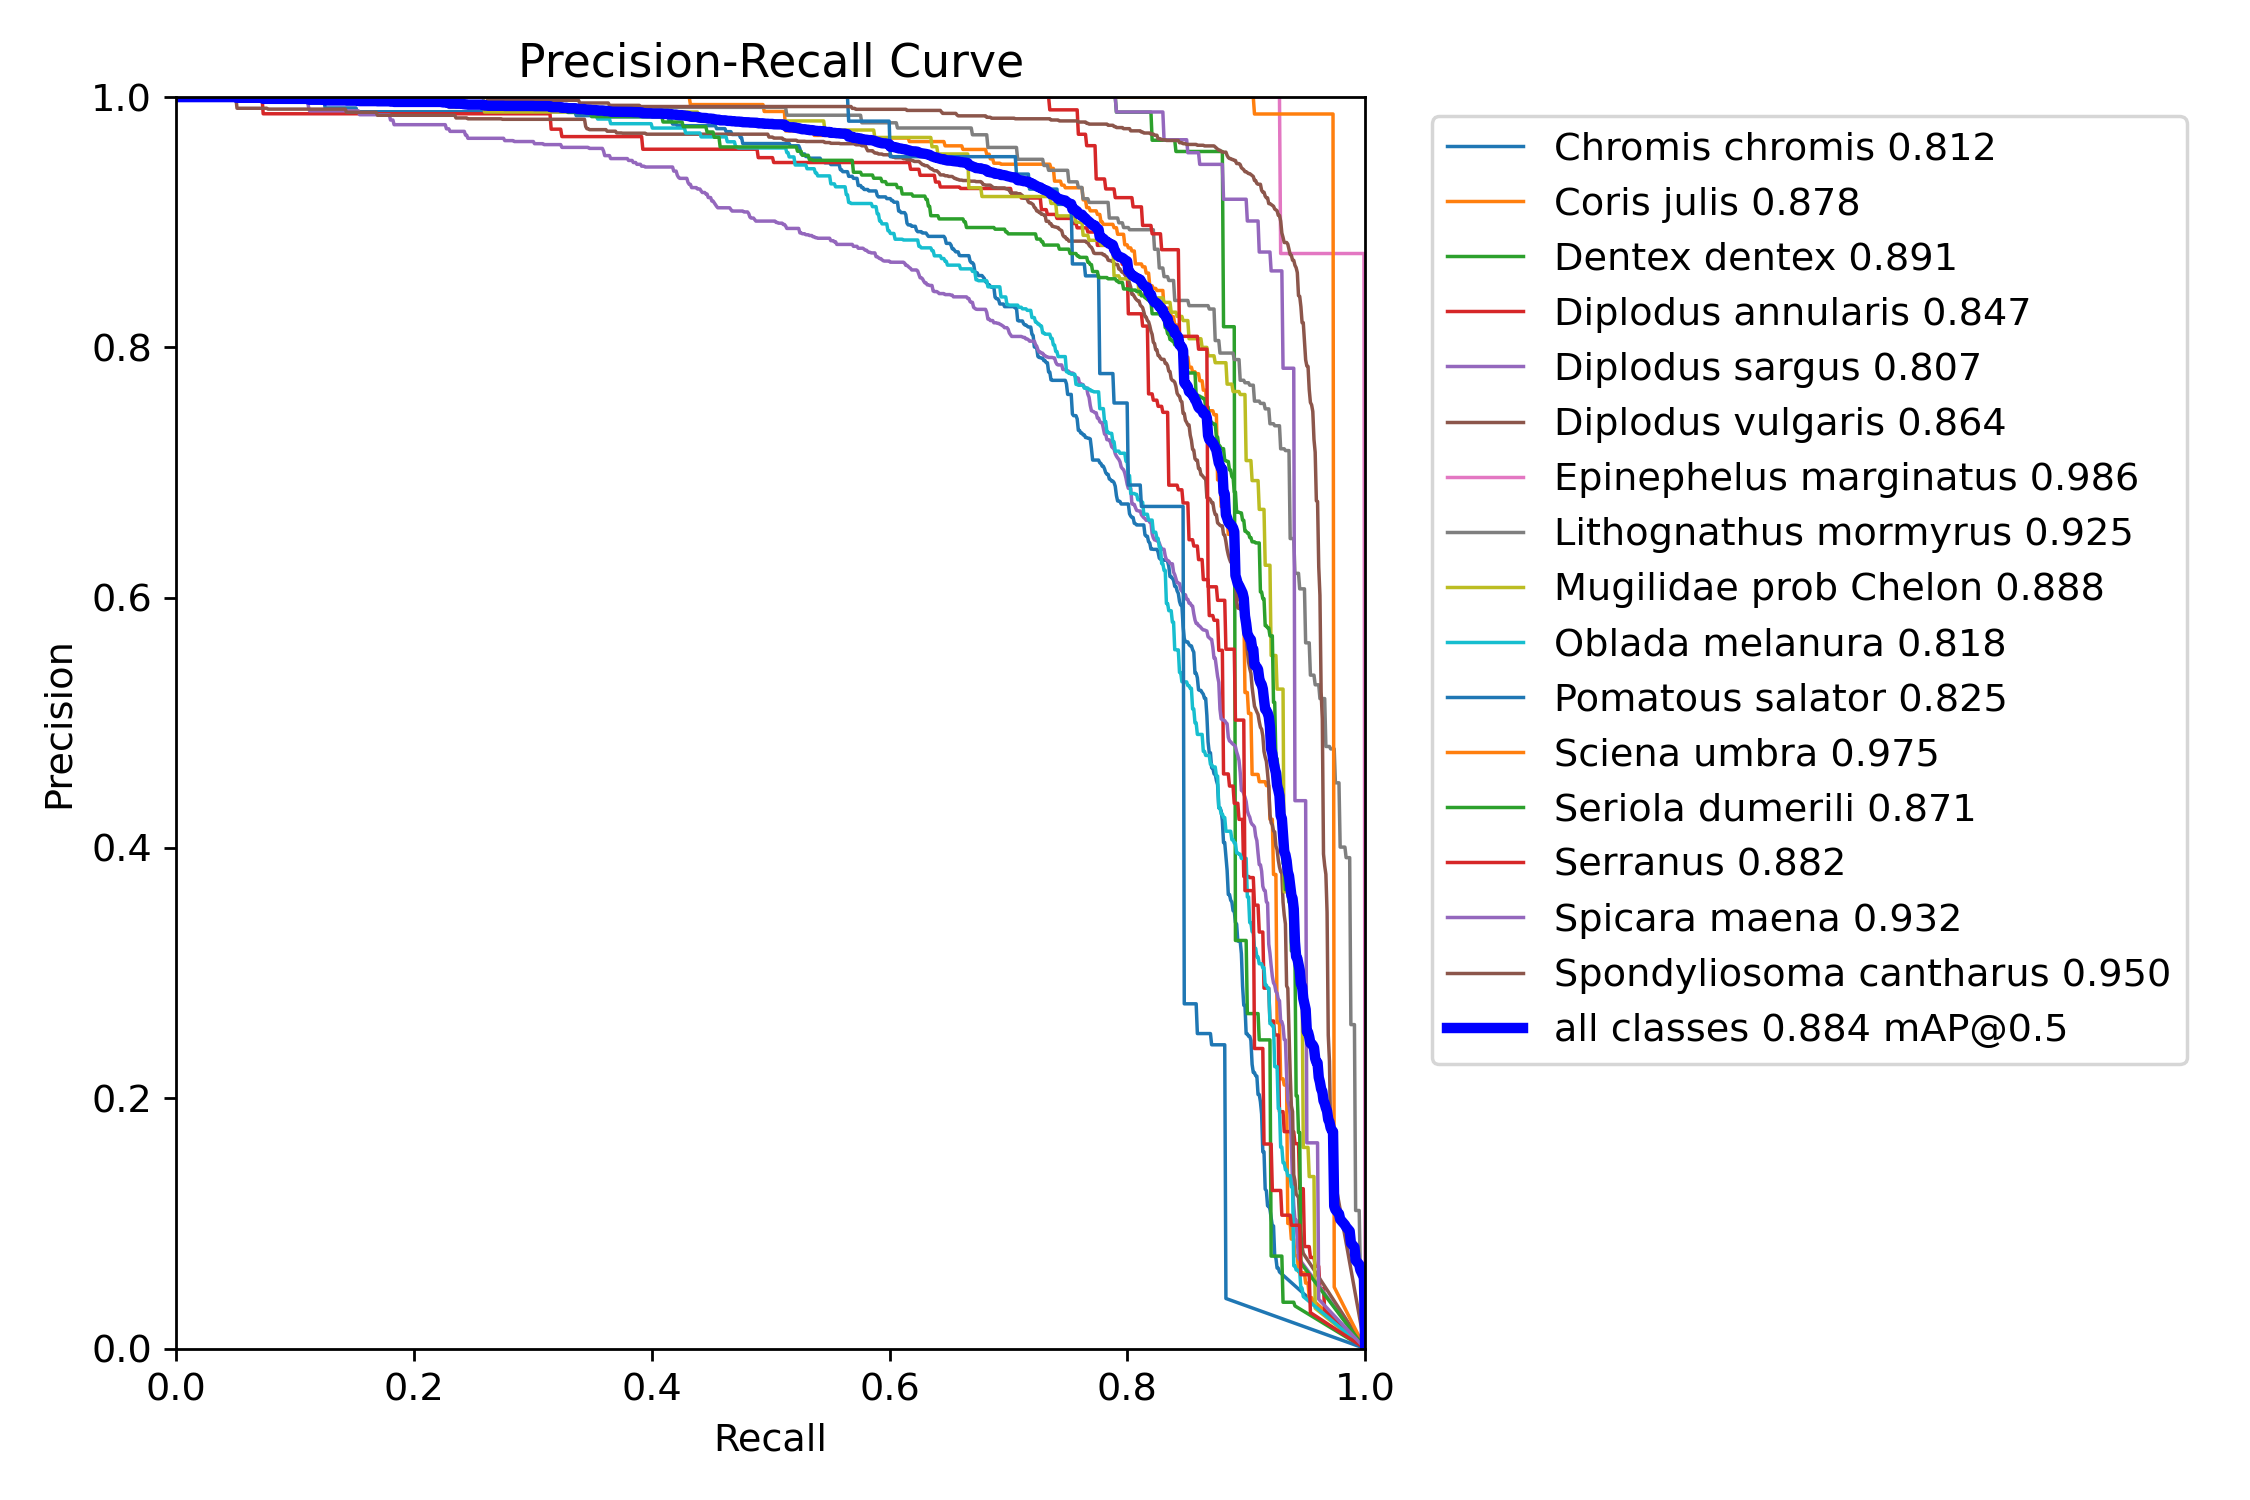 Precision-Recall Curve
1.0
0.8
0.6
0.4
0.2
0.0
Precision
0.0 0.2 0.4 0.6 0.8 1.0
Recall
Chromis chromis 0.812
Coris julis 0.878
Dentex dentex 0.891
Diplodus annularis 0.847
Diplodus sargus 0.807
Diplodus vulgaris 0.864
Epinephelus marginatus 0.986
Lithognathus mormyrus 0.925
Mugilidae prob Chelon 0.888
Oblada melanura 0.818
Pomatous salator 0.825
Sciena umbra 0.975
Seriola dumerili 0.871
Serranus 0.882
Spicara maena 0.932
Spondyliosoma cantharus 0.950
all classes 0.884 mAP@0.5